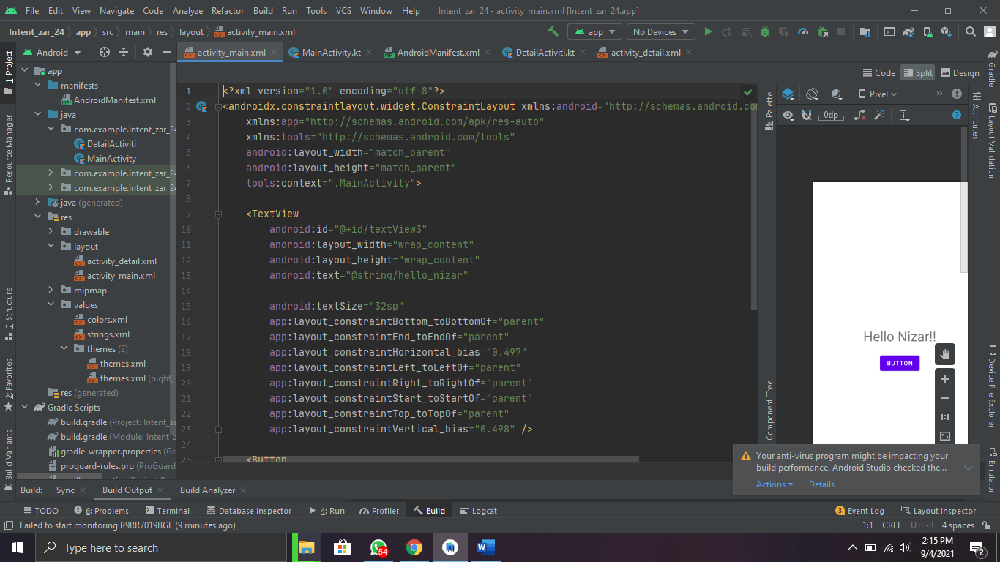 File Edit View Navigate Code Analyze Refactor Build Run Tools VCS Window Help Intent_zar_24 - activity_main.xml [Intent_zar_24.app]
Intent_zar_24 app src main res layout activity_main.xml app No Devices
Android
activity_main.xml MainActivity.kt AndroidManifest.xml DetailActiviti.kt activity_detail.xml
Code Split Design
1: Project
Resource Manager
7: Structure
2: Favorites
Build Variants
app
manifests
AndroidManifest.xml
java
com.example.intent_zar_24
DetailActiviti
MainActivity
com.example.intent_zar_24
com.example.intent_zar_24
java (generated)
res
drawable
layout
activity_detail.xml
activity_main.xml
mipmap
values
colors.xml
strings.xml
themes (2)
themes.xml
themes.xml (night)
res (generated)
Gradle Scripts
build.gradle (Project: Intent_za
build.gradle (Module: Intent_z
gradle-wrapper.properties (Gra
proguard-rules.pro (ProGuard
1 <?xml version="1.0" encoding="utf-8"?>
2 <androidx.constraintlayout.widget.ConstraintLayout xmlns:android="http://schemas.android.co
3 xmlns:app="http://schemas.android.com/apk/res-auto"
4 xmlns:tools="http://schemas.android.com/tools"
5 android:layout_width="match_parent"
6 android:layout_height="match_parent"
7 tools:context=".MainActivity">
8
9 <TextView
10 android:id="@+id/textView3"
11 android:layout_width="wrap_content"
12 android:layout_height="wrap_content"
13 android:text="@string/hello_nizar"
14
15 android:textSize="32sp"
16 app:layout_constraintBottom_toBottomOf="parent"
17 app:layout_constraintEnd_toEndOf="parent"
18 app:layout_constraintHorizontal_bias="0.497"
19 app:layout_constraintLeft_toLeftOf="parent"
20 app:layout_constraintRight_toRightOf="parent"
21 app:layout_constraintStart_toStartOf="parent"
22 app:layout_constraintTop_toTopOf="parent"
23 app:layout_constraintVertical_bias="0.498" />
24
25 <Button
Palette
Component Tree
Pixel
0dp
Hello Nizar!!
BUTTON
1:1
Attributes
Gradle
Layout Validation
Device File Explorer
Emulator
Your anti-virus program might be impacting your
build performance. Android Studio checked the...
Actions Details
Build: Sync Build Output Build Analyzer
TODO 6: Problems Terminal Database Inspector 4: Run Profiler Build Logcat 3 Event Log Layout Inspector
Failed to start monitoring R9RR7019BGE (9 minutes ago) 1:1 CRLF UTF-8 4 spaces
Type here to search 54 W 2:15 PM
9/4/2021 2